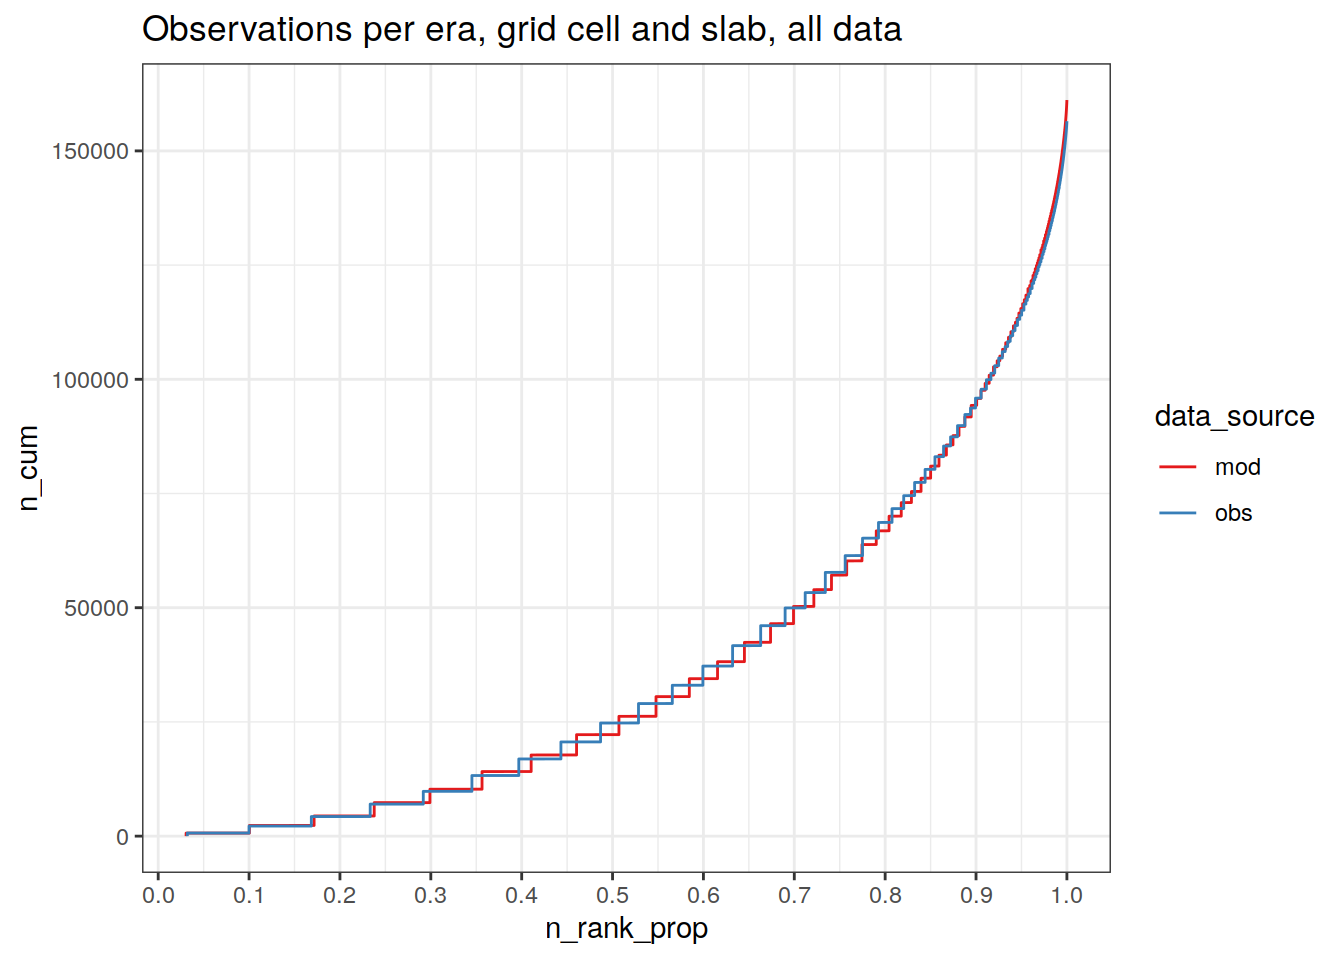 Observations per era, grid cell and slab, all data
150000
100000
50000
0
n_cum
0.0 0.1 0.2 0.3 0.4 0.5 0.6 0.7 0.8 0.9 1.0
n_rank_prop
data_source
mod
obs